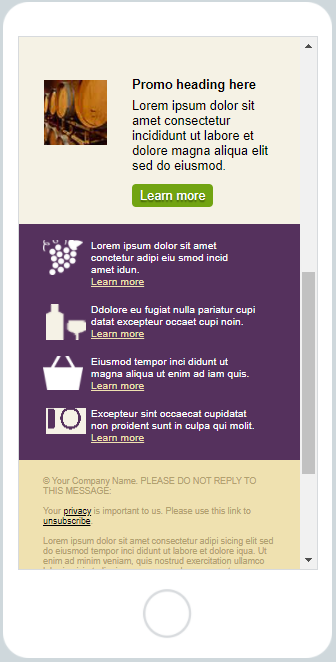 Promo heading here
Lorem ipsum dolor sit
amet consectetur
incididunt ut labore et
dolore magna aliqua elit
sed do eiusmod.
Learn more
Lorem ipsum dolor sit amet
conctetur adipi eiu smod incid
amet idun.
Learn more
Ddolore eu fugiat nulla pariatur cupi
datat excepteur occaet cupi noin.
Learn more
Eiusmod tempor inci didunt ut
magna aliqua ut enim ad iam quis.
Learn more
Excepteur sint occaecat cupidatat
non proident sunt in culpa qui molit.
Learn more
© Your Company Name. PLEASE DO NOT REPLY TO
THIS MESSAGE:
Your privacy is important to us. Please use this link to
unsubscribe.
Lorem ipsum dolor sit amet, dolor sit adipi sicing elit sed
do eiusmod tempor incididunt ut labore et dolore iqua. Ut
enim ad minim veniam, quis nostrud exercitation ullamco